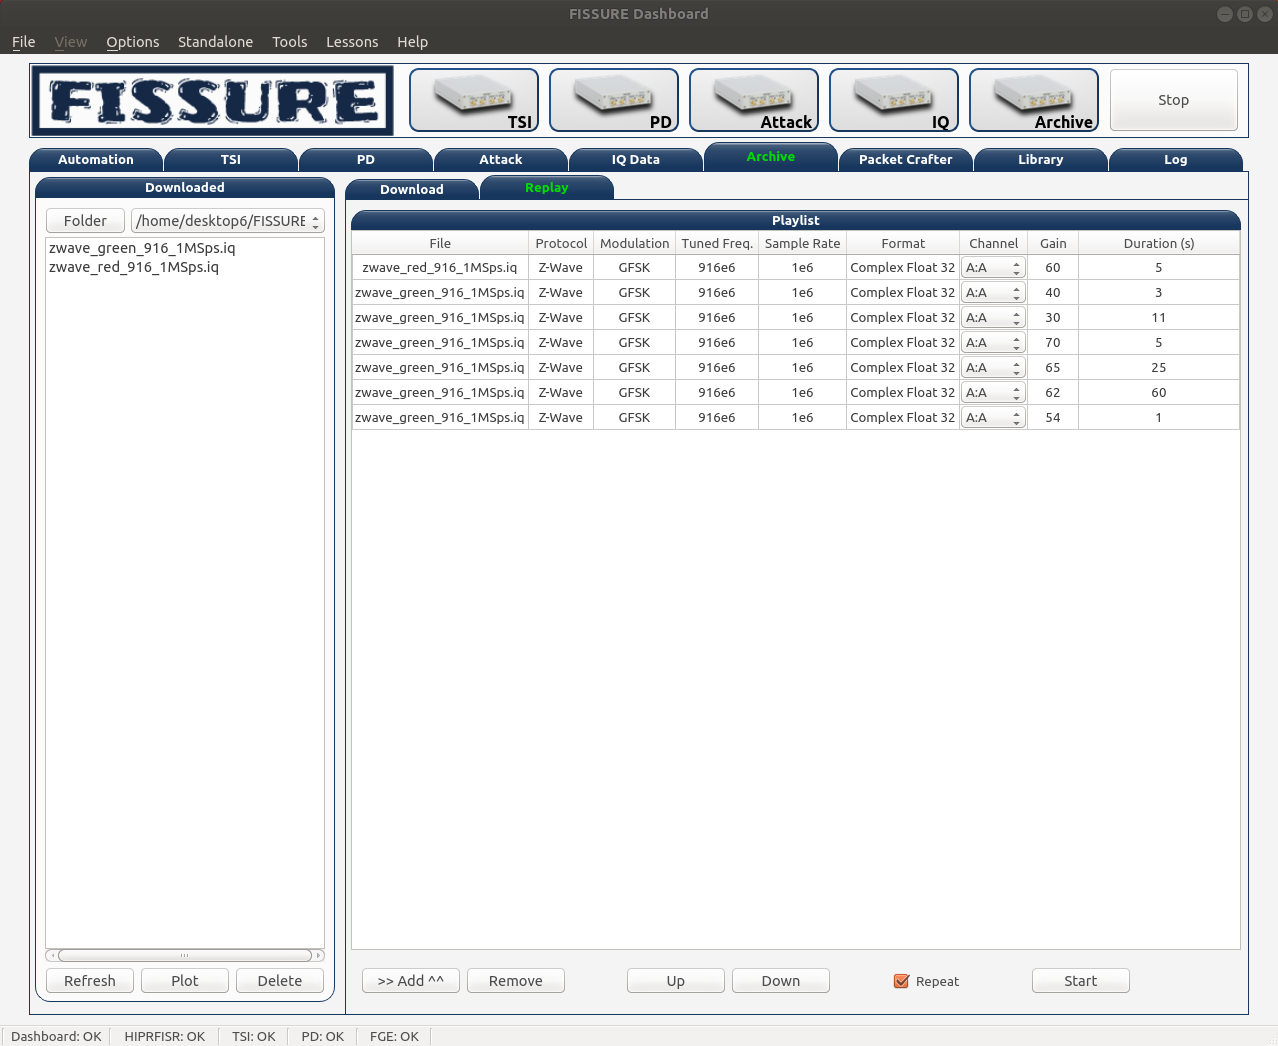 FISSURE Dashboard
File View Options Standalone Tools Lessons Help
FISSURE TSI PD Attack IQ Archive Stop
Automation TSI PD Attack IQ Data Archive Packet Crafter Library Log
Downloaded
Folder /home/desktop6/FISSURE
zwave_green_916_1MSps.iq
zwave_red_916_1MSps.iq
Refresh Plot Delete
Download Replay
Playlist
File Protocol Modulation Tuned Freq. Sample Rate Format Channel Gain Duration (s)
zwave_red_916_1MSps.iq Z-Wave GFSK 916e6 1e6 Complex Float 32 A:A 60 5
zwave_green_916_1MSps.iq Z-Wave GFSK 916e6 1e6 Complex Float 32 A:A 40 3
zwave_green_916_1MSps.iq Z-Wave GFSK 916e6 1e6 Complex Float 32 A:A 30 11
zwave_green_916_1MSps.iq Z-Wave GFSK 916e6 1e6 Complex Float 32 A:A 70 5
zwave_green_916_1MSps.iq Z-Wave GFSK 916e6 1e6 Complex Float 32 A:A 65 25
zwave_green_916_1MSps.iq Z-Wave GFSK 916e6 1e6 Complex Float 32 A:A 62 60
zwave_green_916_1MSps.iq Z-Wave GFSK 916e6 1e6 Complex Float 32 A:A 54 1
>> Add ^^ Remove Up Down Repeat Start
Dashboard: OK HIPRFISR: OK TSI: OK PD: OK FGE: OK